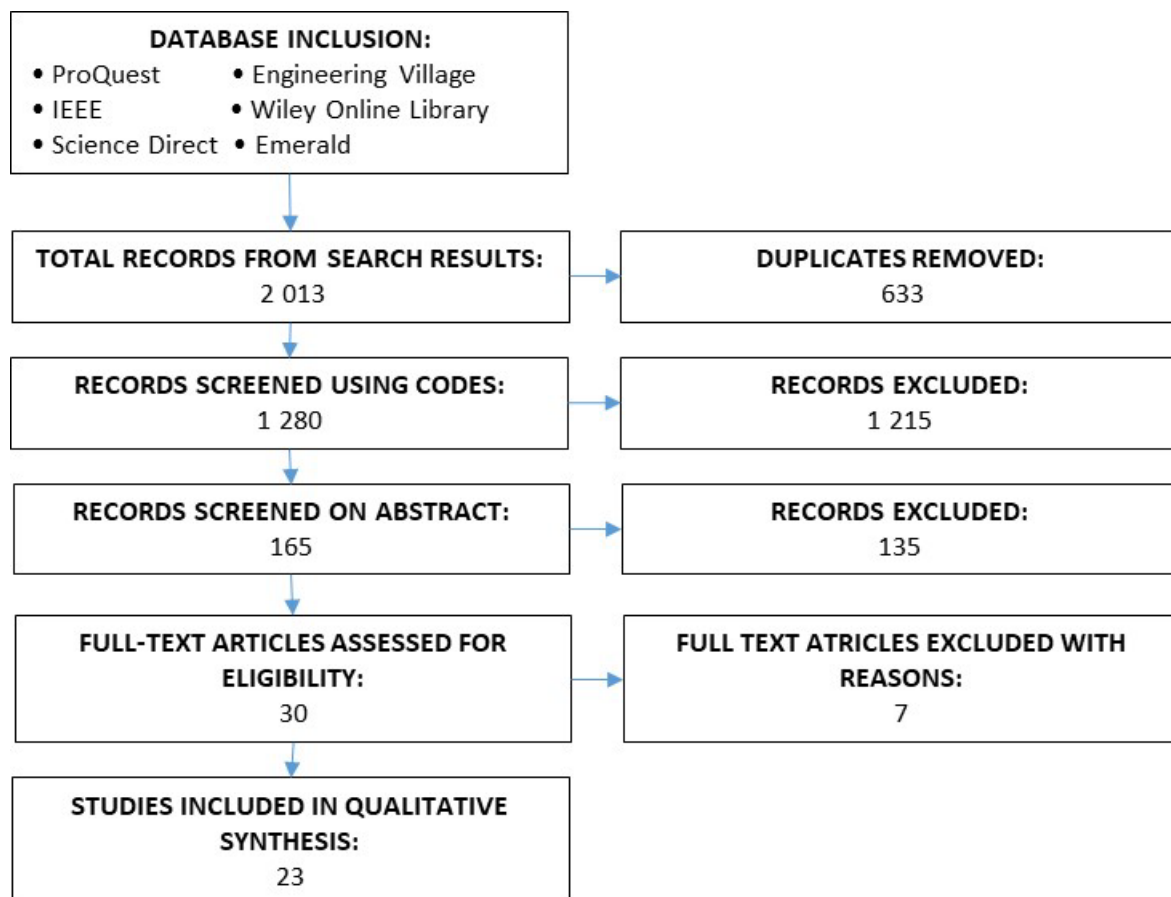 DATABASE INCLUSION:
• ProQuest • Engineering Village
• IEEE • Wiley Online Library
• Science Direct • Emerald
TOTAL RECORDS FROM SEARCH RESULTS:
2 013
DUPLICATES REMOVED:
633
RECORDS SCREENED USING CODES:
1 280
RECORDS EXCLUDED:
1 215
RECORDS SCREENED ON ABSTRACT:
165
RECORDS EXCLUDED:
135
FULL-TEXT ARTICLES ASSESSED FOR
ELIGIBILITY:
30
FULL TEXT ATRICLES EXCLUDED WITH
REASONS:
7
STUDIES INCLUDED IN QUALITATIVE
SYNTHESIS:
23